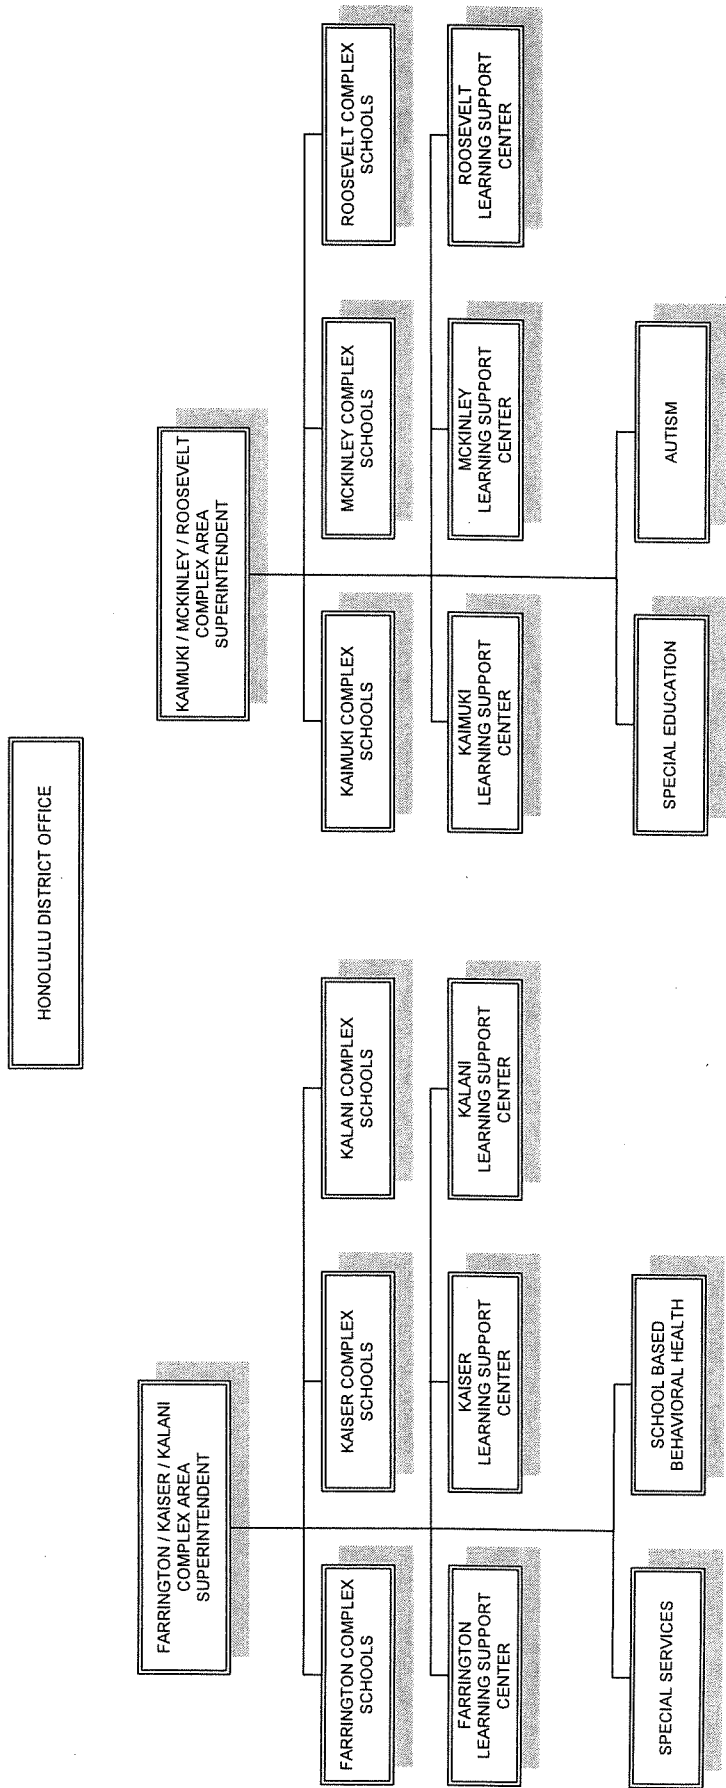 HONOLULU DISTRICT OFFICE
FARRINGTON / KAISER / KALANI
COMPLEX AREA
SUPERINTENDENT
KAIMUKI / MCKINLEY / ROOSEVELT
COMPLEX AREA
SUPERINTENDENT
FARRINGTON COMPLEX
SCHOOLS
KAISER COMPLEX
SCHOOLS
KALANI COMPLEX
SCHOOLS
KAIMUKI COMPLEX
SCHOOLS
MCKINLEY COMPLEX
SCHOOLS
ROOSEVELT COMPLEX
SCHOOLS
FARRINGTON
LEARNING SUPPORT
CENTER
KAISER
LEARNING SUPPORT
CENTER
KALANI
LEARNING SUPPORT
CENTER
KAIMUKI
LEARNING SUPPORT
CENTER
MCKINLEY
LEARNING SUPPORT
CENTER
ROOSEVELT
LEARNING SUPPORT
CENTER
SPECIAL SERVICES
SCHOOL BASED
BEHAVIORAL HEALTH
SPECIAL EDUCATION
AUTISM